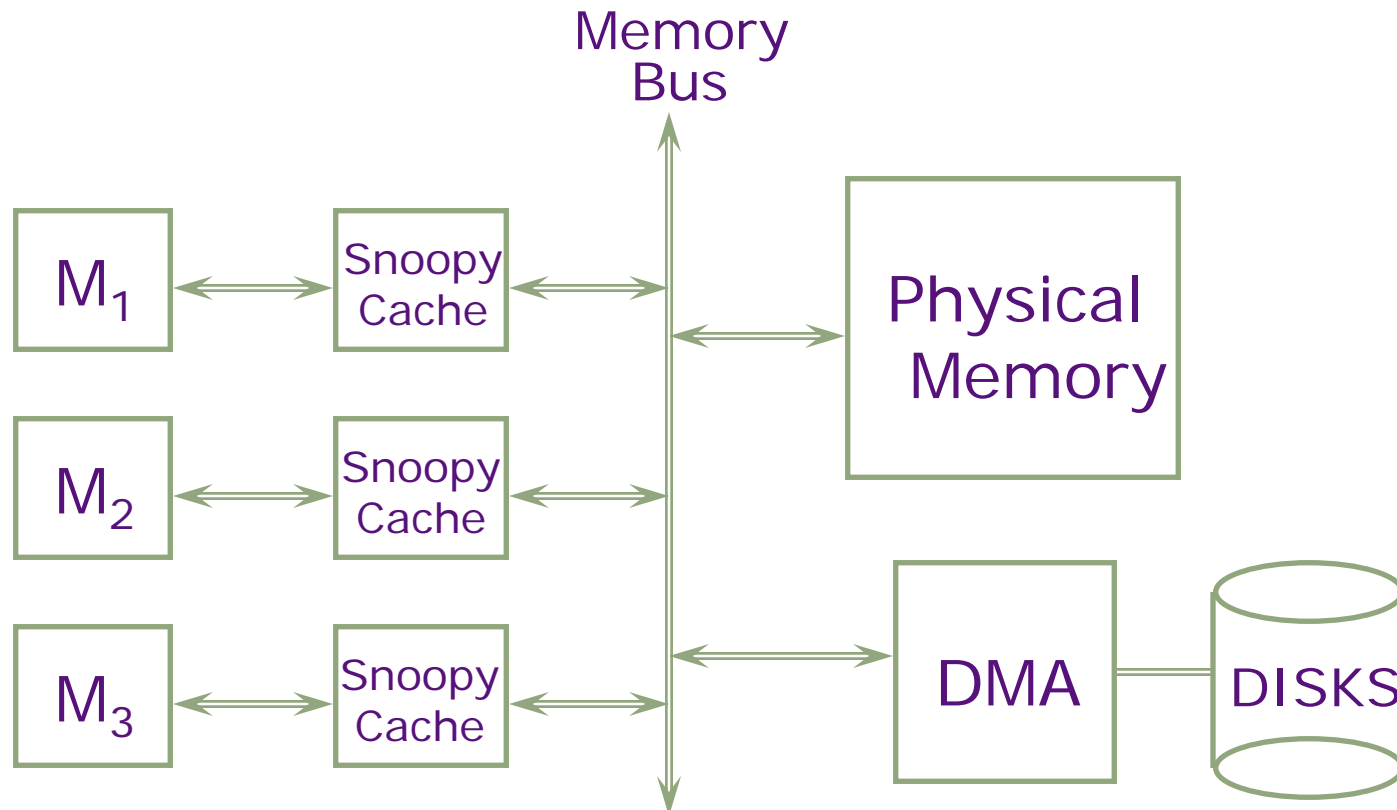 Memory
Bus
M₁
Snoopy
Cache
Physical
Memory
M₂
Snoopy
Cache
M₃
Snoopy
Cache
DMA
DISKS